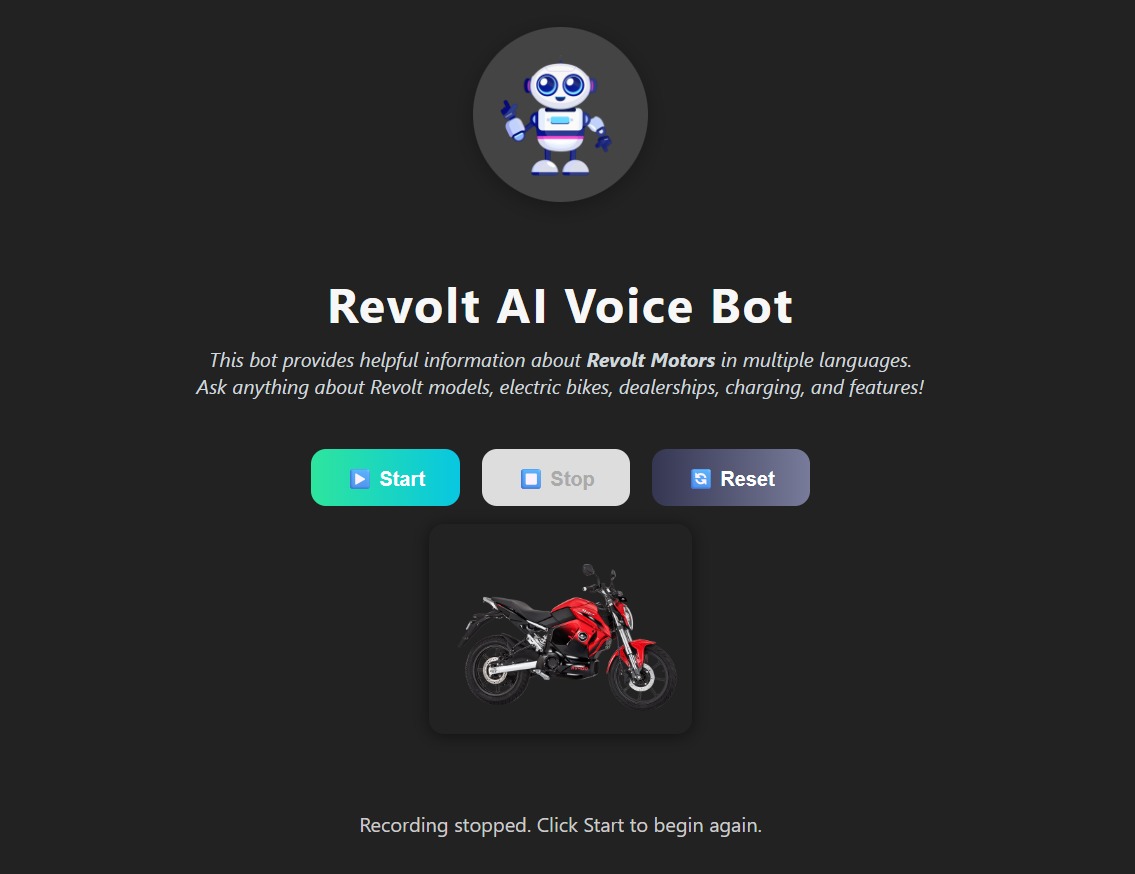 Revolt AI Voice Bot
This bot provides helpful information about Revolt Motors in multiple languages.
Ask anything about Revolt models, electric bikes, dealerships, charging, and features!
Start
Stop
Reset
Recording stopped. Click Start to begin again.